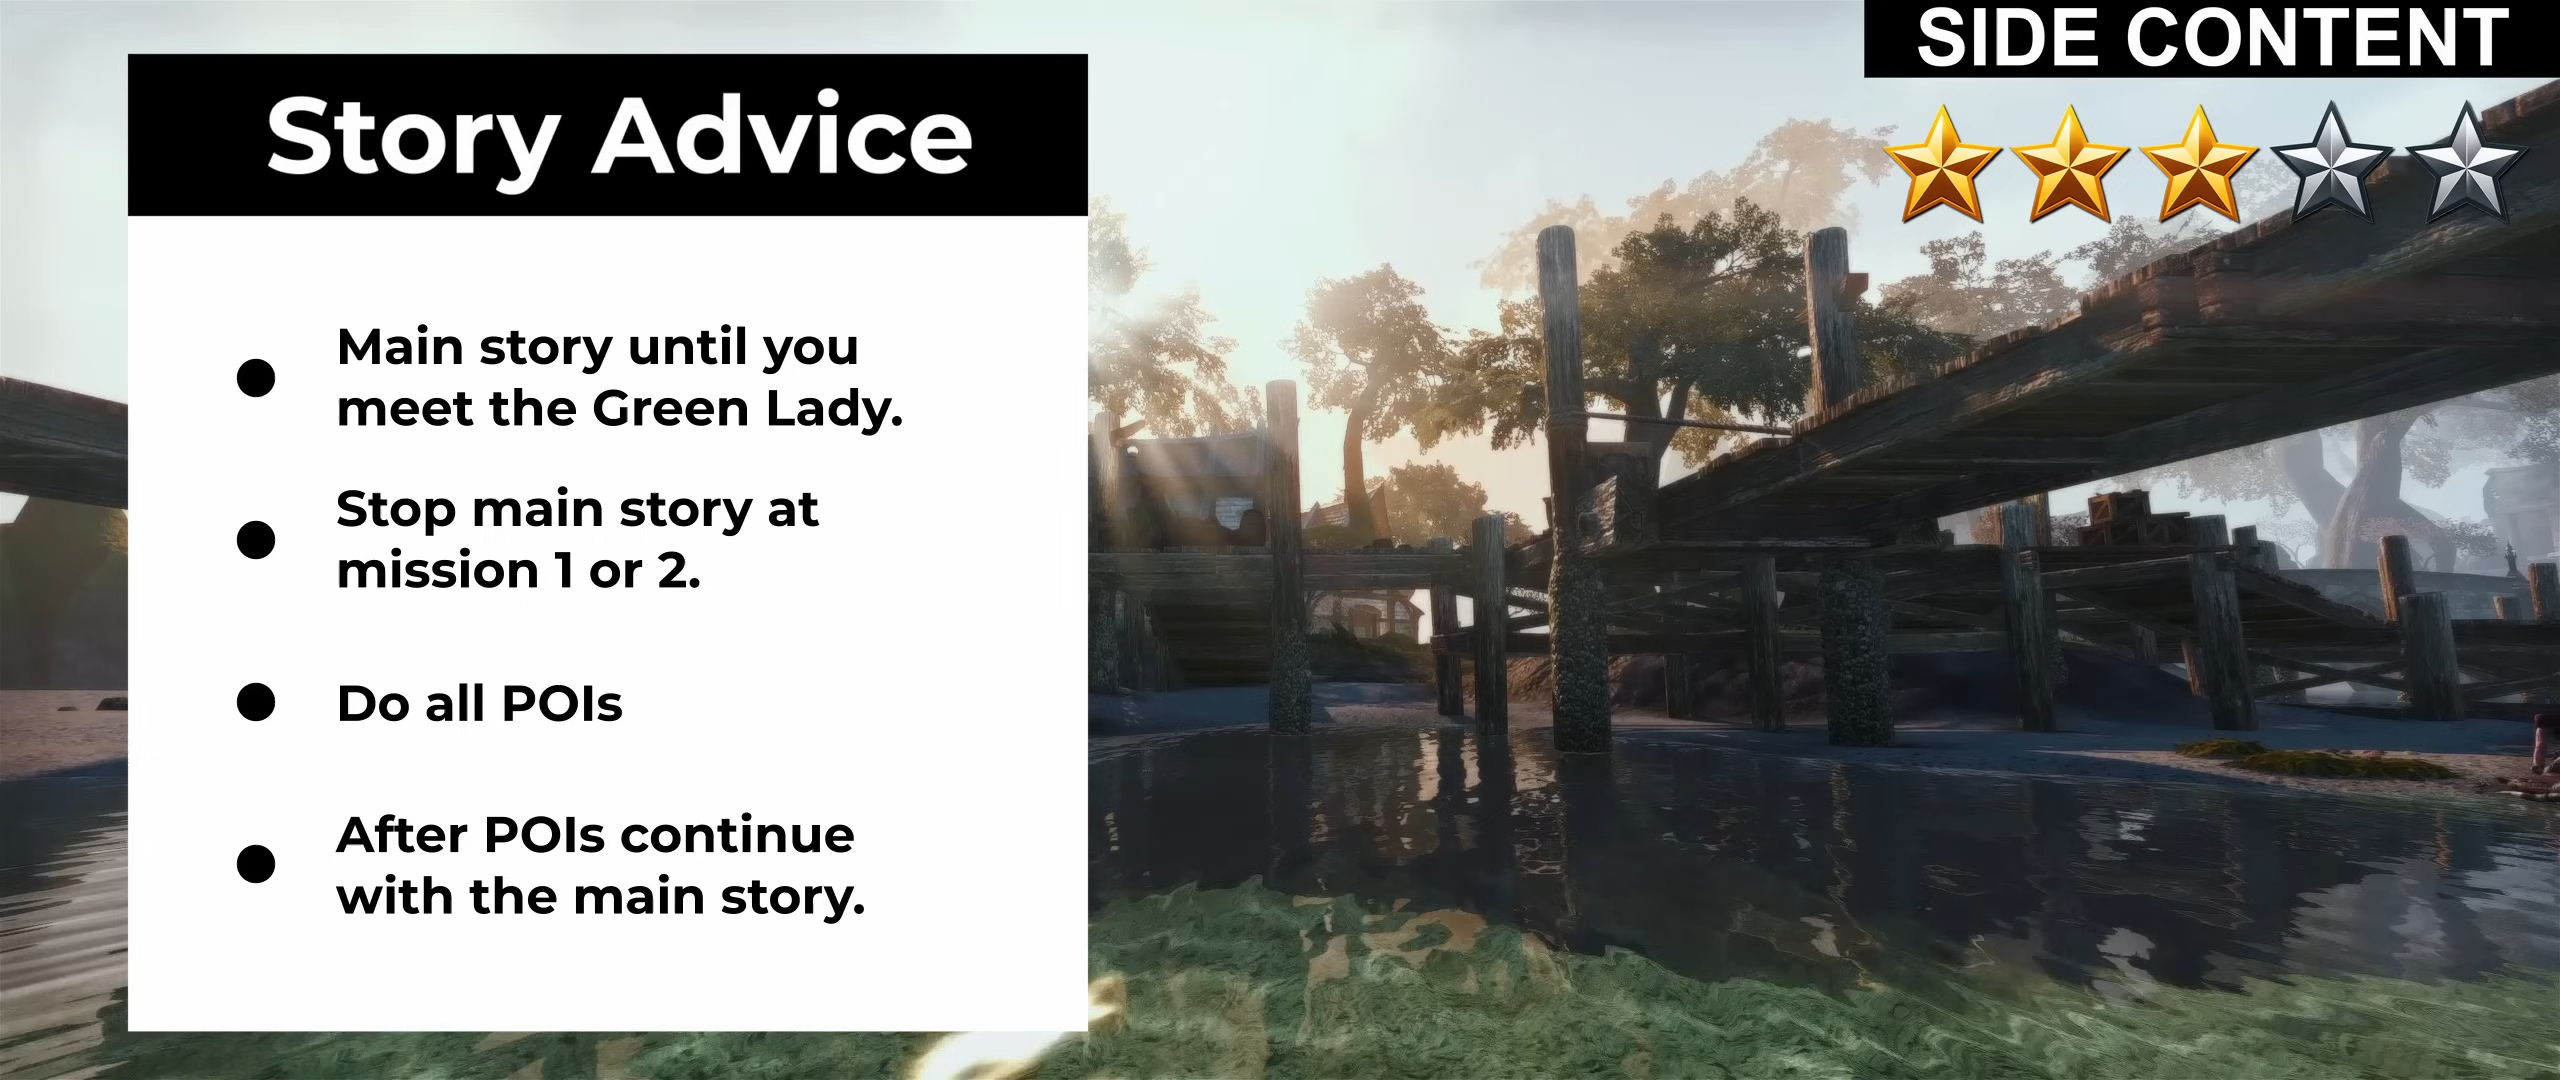 SIDE CONTENT
Story Advice
Main story until you
meet the Green Lady.
Stop main story at
mission 1 or 2.
Do all POIs
After POIs continue
with the main story.